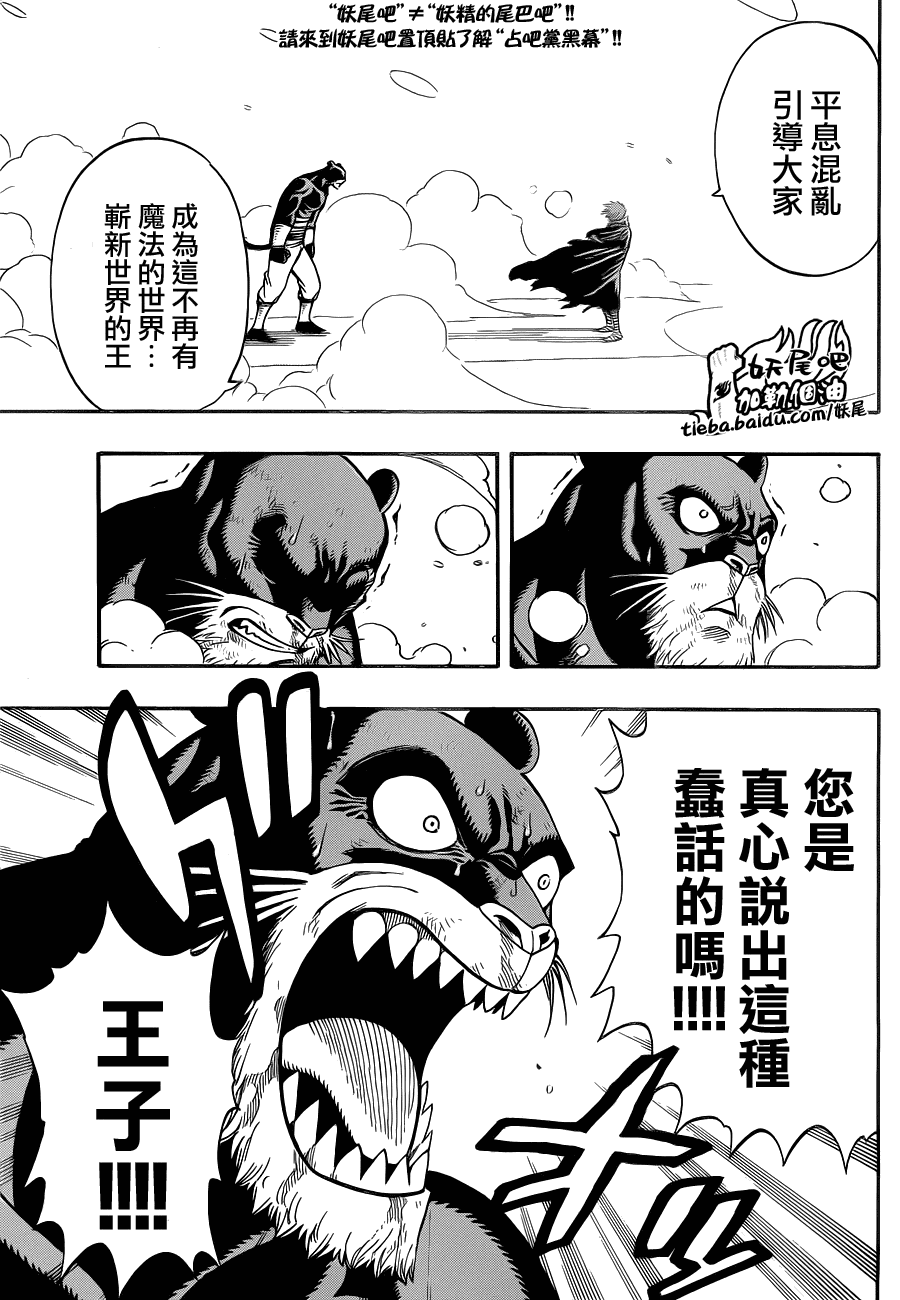 “妖尾吧”≠“妖精的尾巴吧”!!
請來到妖尾吧置頂貼了解“占吧黨黑幕”!!
平息混亂
引導大家
成為這不再有
魔法的世界…
嶄新世界的王
妖尾吧
加勒個油
tieba.baidu.com/妖尾
您是
真心説出這種
蠢話的嗎!!!!
王子!!!!